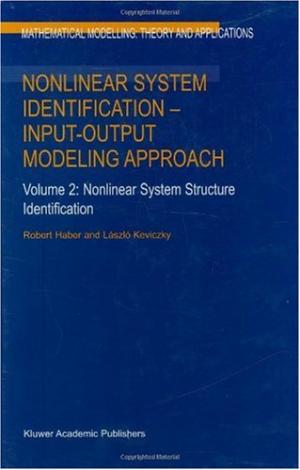 MATHEMATICAL MODELLING: THEORY AND APPLICATIONS
NONLINEAR SYSTEM
IDENTIFICATION –
INPUT-OUTPUT
MODELING APPROACH
Volume 2: Nonlinear System Structure
Identification
Robert Haber and László Keviczky
Kluwer Academic Publishers